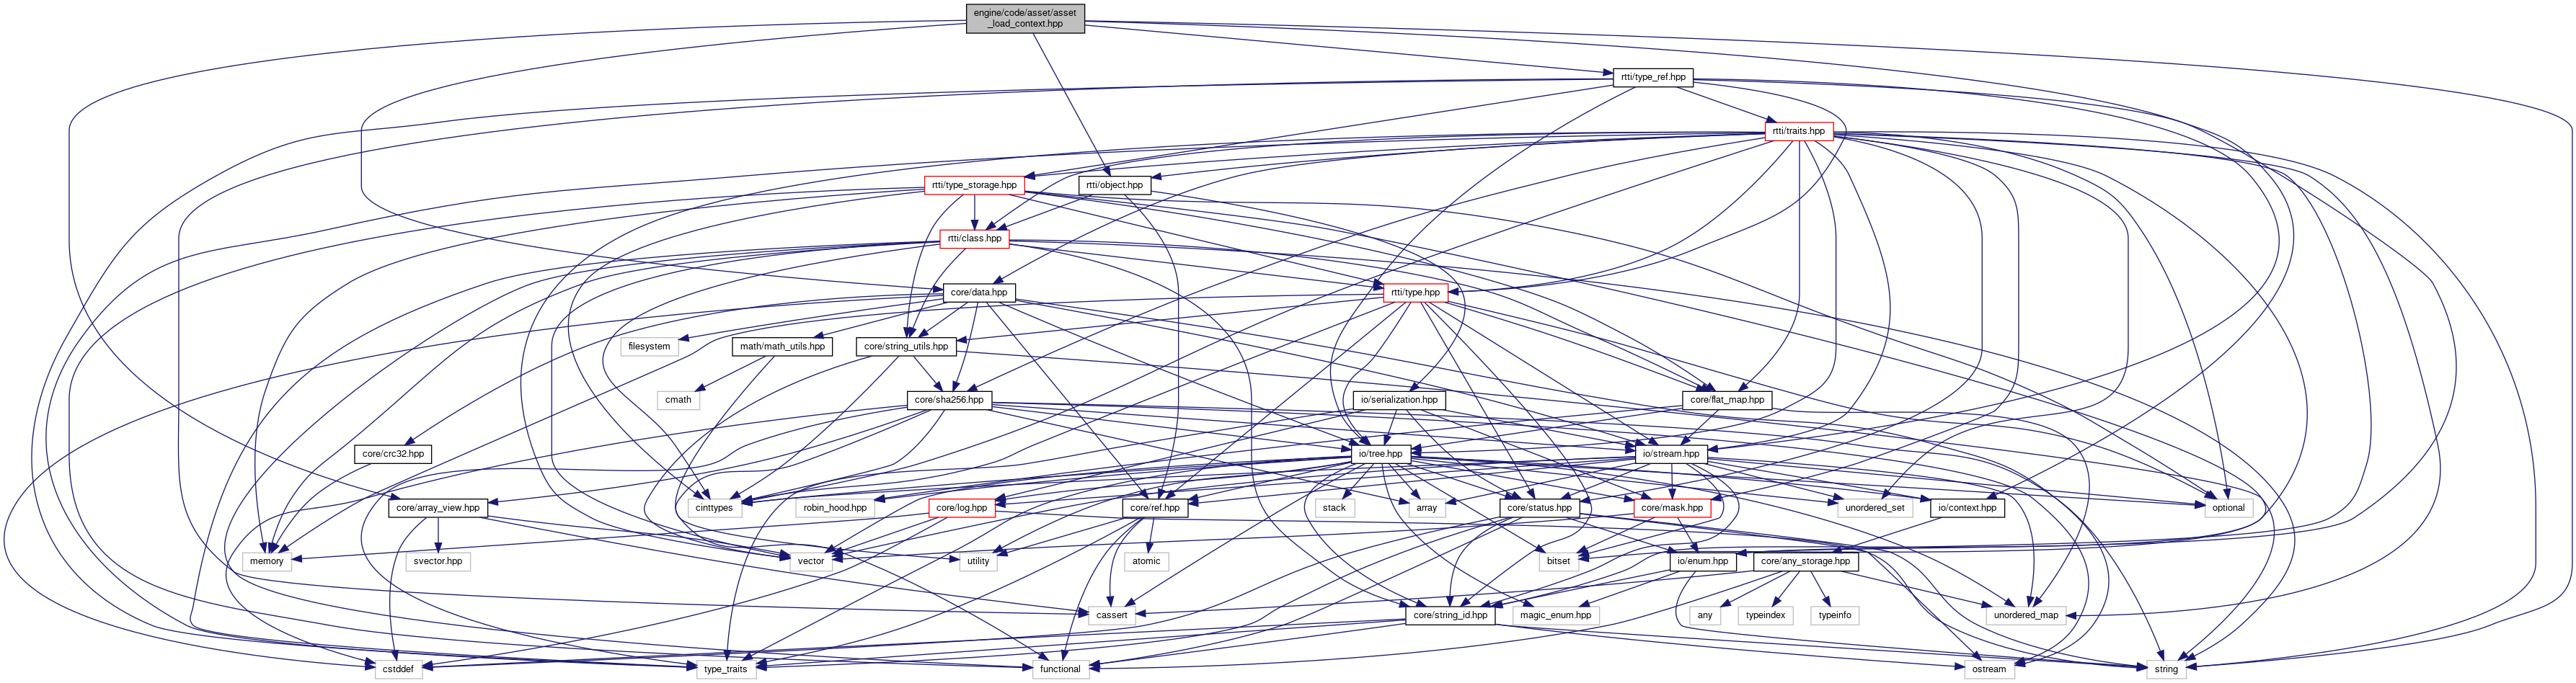 engine/code/asset/asset
_load_context.hpp
rtti/type_ref.hpp
rtti/traits.hpp
rtti/type_storage.hpp
rtti/object.hpp
rtti/class.hpp
core/data.hpp
rtti/type.hpp
filesystem
math/math_utils.hpp
core/string_utils.hpp
cmath
core/sha256.hpp
io/serialization.hpp
core/flat_map.hpp
core/crc32.hpp
io/tree.hpp
io/stream.hpp
core/array_view.hpp
cinttypes
robin_hood.hpp
core/log.hpp
core/ref.hpp
stack
array
core/status.hpp
core/mask.hpp
unordered_set
io/context.hpp
optional
memory
svector.hpp
vector
utility
atomic
bitset
io/enum.hpp
core/any_storage.hpp
cassert
core/string_id.hpp
magic_enum.hpp
any
typeindex
typeinfo
unordered_map
cstddef
type_traits
functional
ostream
string